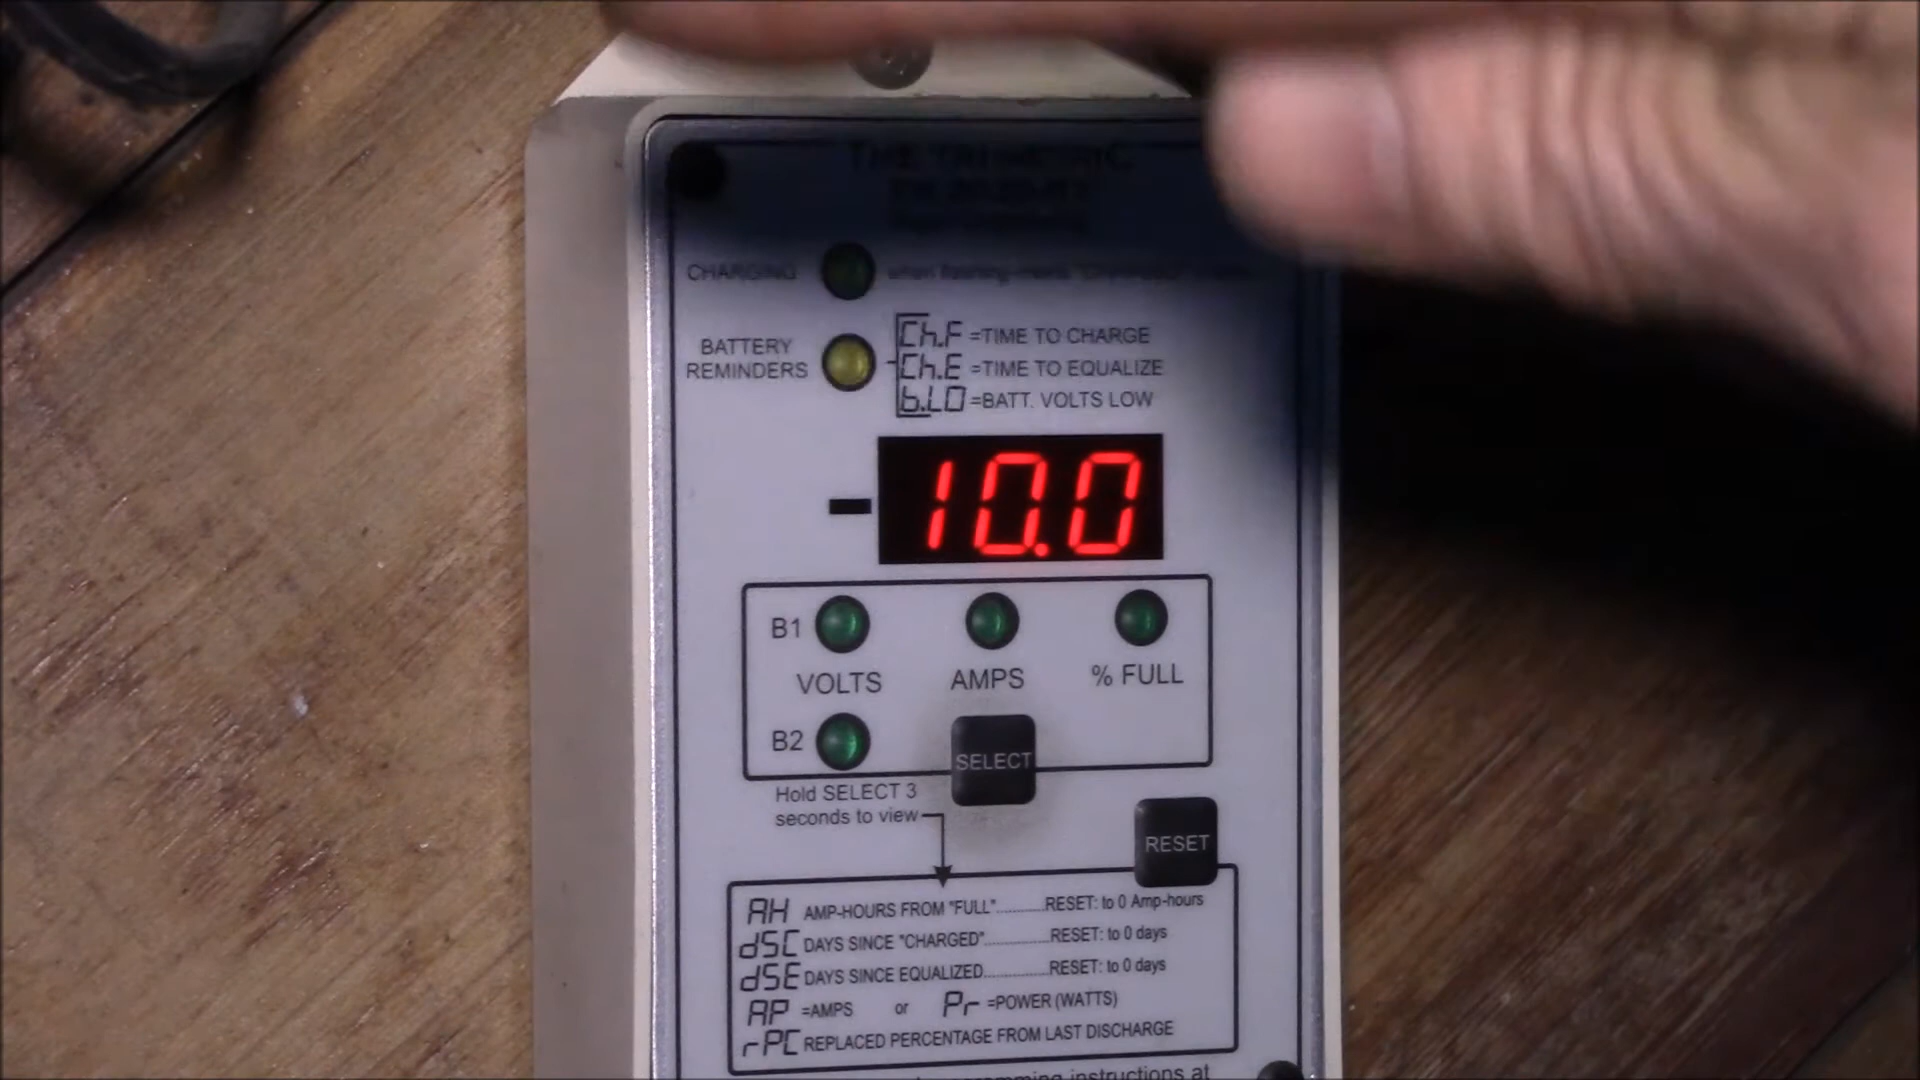 CHARGING
BATTERY
REMINDERS
Ch.F =TIME TO CHARGE
Ch.E =TIME TO EQUALIZE
b.LO =BATT. VOLTS LOW
10.0
B1
VOLTS AMPS % FULL
B2
SELECT
Hold SELECT 3
seconds to view
RESET
AH AMP-HOURS FROM "FULL"............RESET: to 0 Amp-hours
dSC DAYS SINCE "CHARGED"................RESET: to 0 days
dSE DAYS SINCE EQUALIZED................RESET: to 0 days
AP =AMPS or Pr =POWER (WATTS)
rPC REPLACED PERCENTAGE FROM LAST DISCHARGE
instructions at